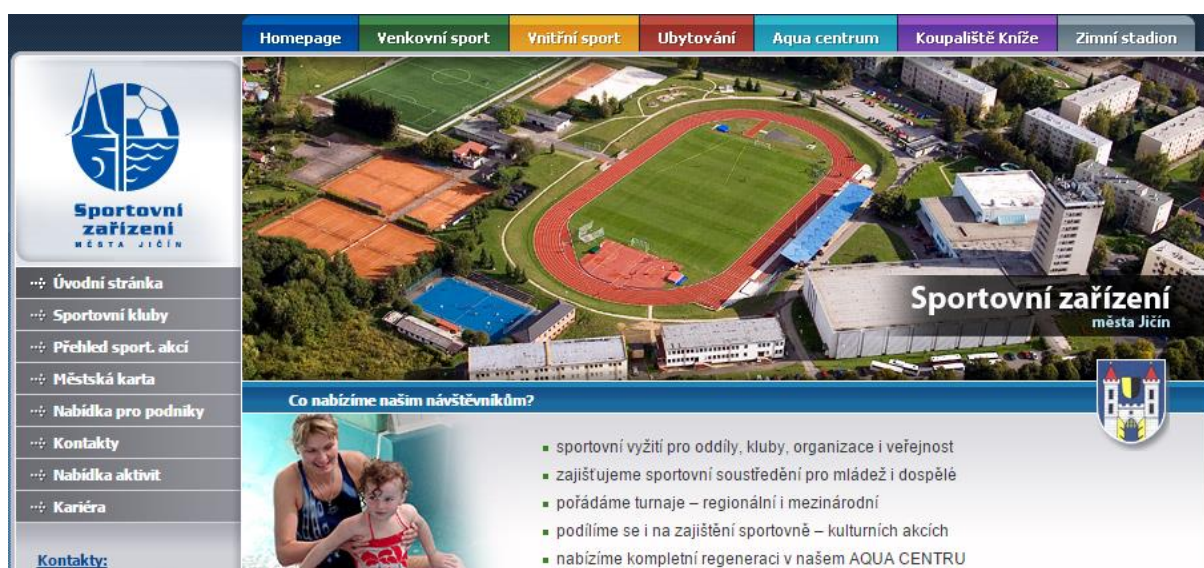 Homepage
Venkovní sport
Vnitřní sport
Ubytování
Aqua centrum
Koupaliště Kníže
Zimní stadion
Sportovní
zařízení
MĚSTA JIČÍN
Úvodní stránka
Sportovní kluby
Přehled sport. akcí
Městská karta
Nabídka pro podniky
Kontakty
Nabídka aktivit
Kariéra
Kontakty:
Sportovní zařízení
města Jičín
Co nabízíme našim návštěvníkům?
sportovní vyžití pro oddíly, kluby, organizace i veřejnost
zajišťujeme sportovní soustředění pro mládež i dospělé
pořádáme turnaje – regionální i mezinárodní
podílíme se i na zajištění sportovně – kulturních akcích
nabízíme kompletní regeneraci v našem AQUA CENTRU